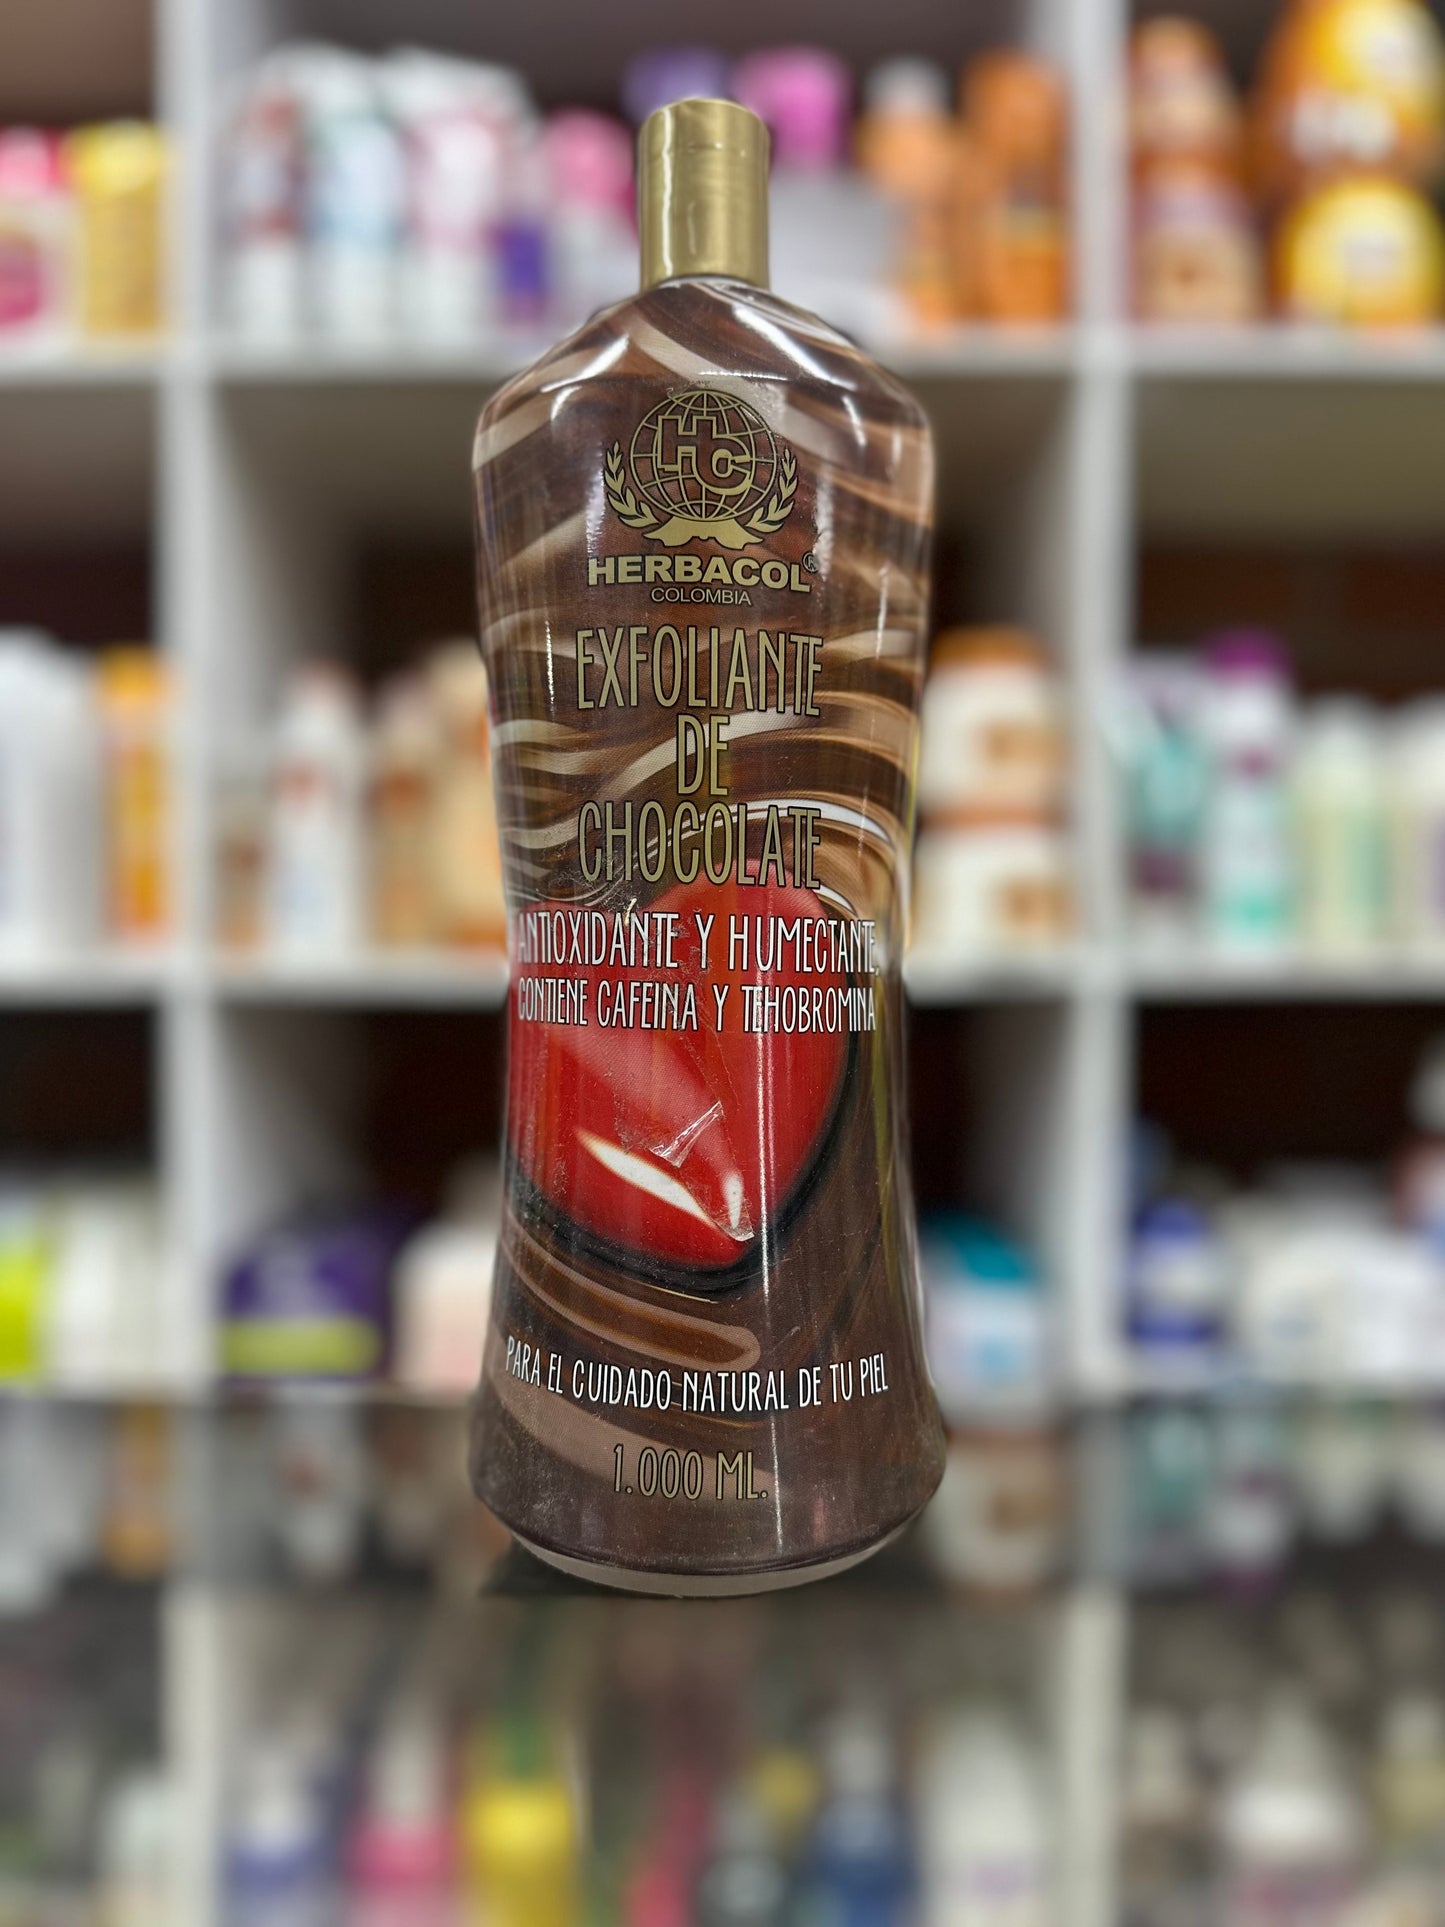 HC
HERBACOL®
COLOMBIA
EXFOLIANTE
DE
CHOCOLATE
ANTIOXIDANTE Y HUMECTANTE,
CONTIENE CAFEINA Y TEHOBROMINA
PARA EL CUIDADO NATURAL DE TU PIEL
1.000 ML.